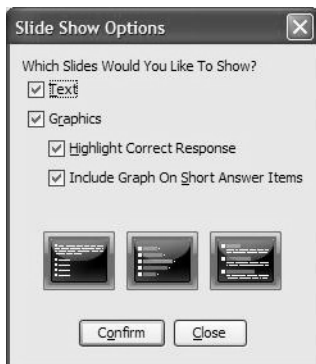 Slide Show Options
Which Slides Would You Like To Show?
Text
Graphics
Highlight Correct Response
Include Graph On Short Answer Items
Confirm Close